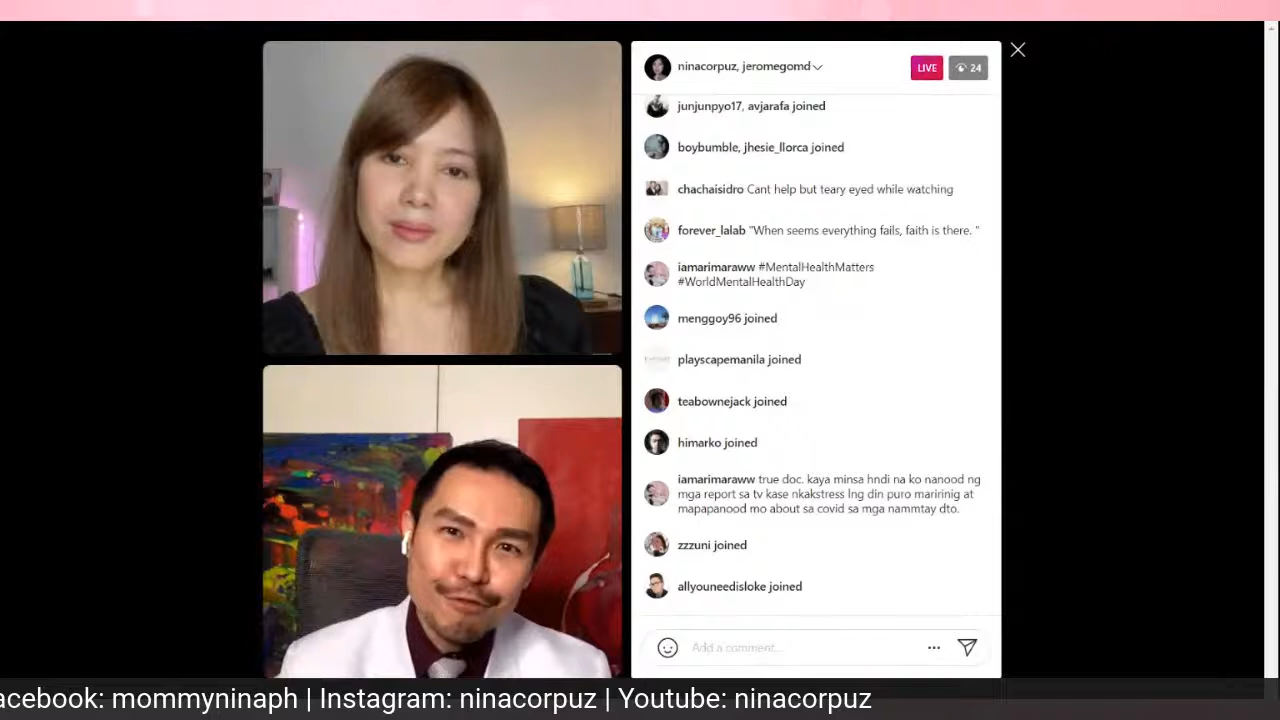 ninacorpuz, jeromegomd
LIVE
24
junjunpyo17, avjarafa joined
boybumble, jhesie_llorca joined
chachaisidro Cant help but teary eyed while watching
forever_lalab "When seems everything fails, faith is there. "
iamarimaraww #MentalHealthMatters
#WorldMentalHealthDay
menggoy96 joined
playscapemanila joined
teabownejack joined
himarko joined
iamarimaraww true doc. kaya minsa hndi na ko nanood ng
mga report sa tv kase nkakstress lng din puro maririnig at
mapapanood mo about sa covid sa mga nammtay dto.
zzzuni joined
allyouneedisloke joined
Add a comment...
acebook: mommyninaph | Instagram: ninacorpuz | Youtube: ninacorpuz